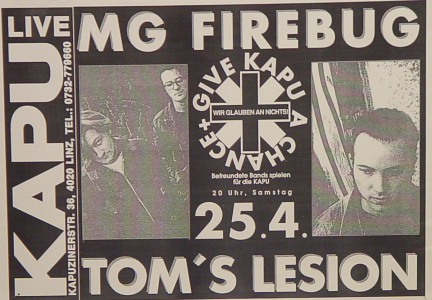 LIVE
KAPU
KAPUZINERSTR. 36, 4020 LINZ, TEL.: 0732-779660
MG FIREBUG
GIVE KAPU A CHANCE+
WIR GLAUBEN AN NICHTS!
Befreundete Bands spielen
für die KAPU
20 Uhr, Samstag
25.4.
TOM'S LESION